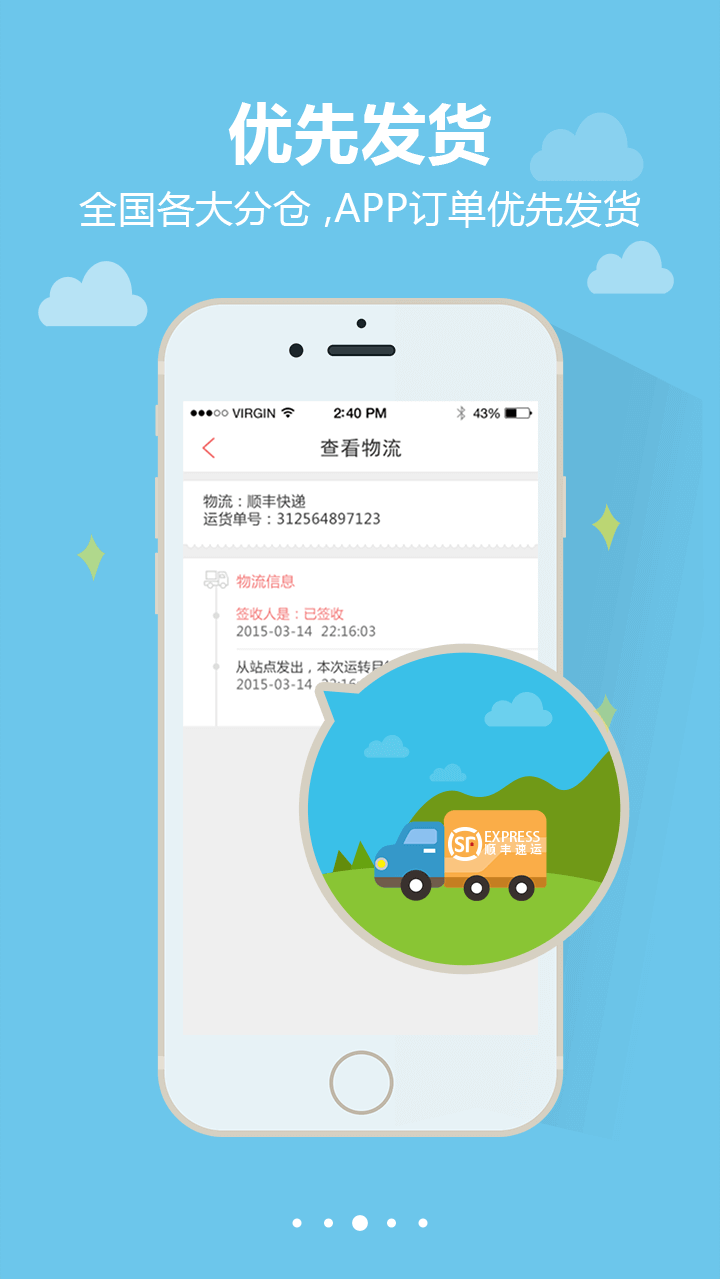 优先发货
全国各大分仓 ,APP订单优先发货
VIRGIN
2:40 PM
43%
查看物流
物流：顺丰快递
运货单号：312564897123
物流信息
签收人是：已签收
2015-03-14 22:16:03
从站点发出，本次运转目
2015-03-14 22:16
SF EXPRESS
顺丰速运